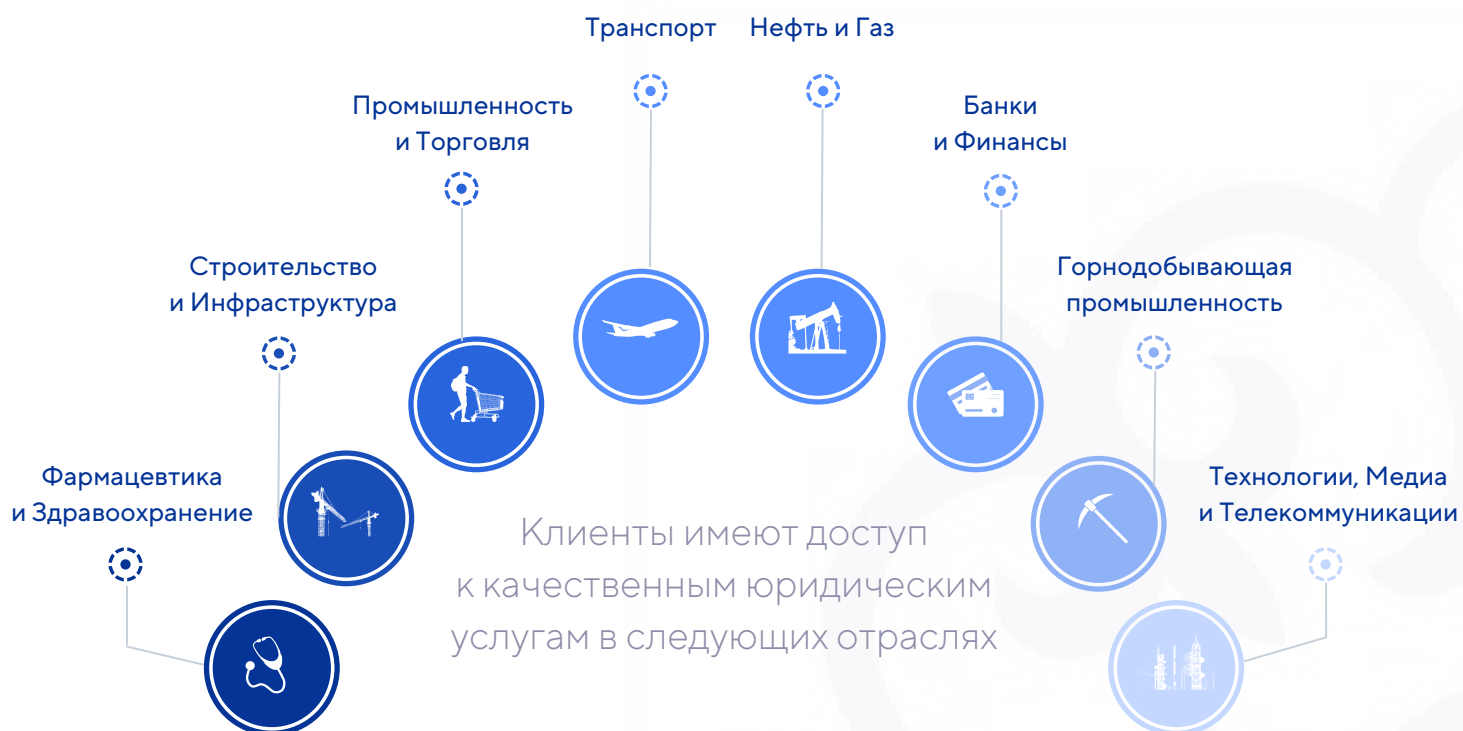 Транспорт
Нефть и Газ
Промышленность
и Торговля
Банки
и Финансы
Строительство
и Инфраструктура
Горнодобывающая
промышленность
Фармацевтика
и Здравоохранение
Технологии, Медиа
и Телекоммуникации
Клиенты имеют доступ
к качественным юридическим
услугам в следующих отраслях